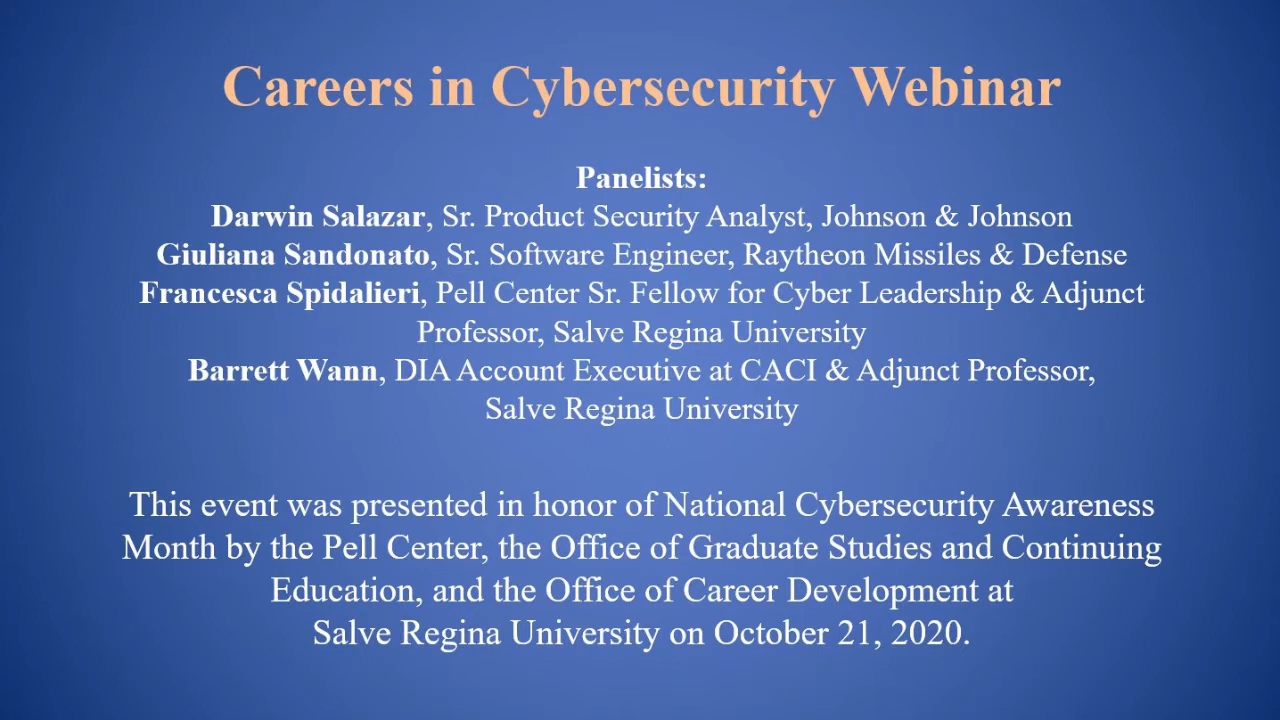 Careers in Cybersecurity Webinar
Panelists:
Darwin Salazar, Sr. Product Security Analyst, Johnson & Johnson
Giuliana Sandonato, Sr. Software Engineer, Raytheon Missiles & Defense
Francesca Spidalieri, Pell Center Sr. Fellow for Cyber Leadership & Adjunct
Professor, Salve Regina University
Barrett Wann, DIA Account Executive at CACI & Adjunct Professor,
Salve Regina University
This event was presented in honor of National Cybersecurity Awareness
Month by the Pell Center, the Office of Graduate Studies and Continuing
Education, and the Office of Career Development at
Salve Regina University on October 21, 2020.